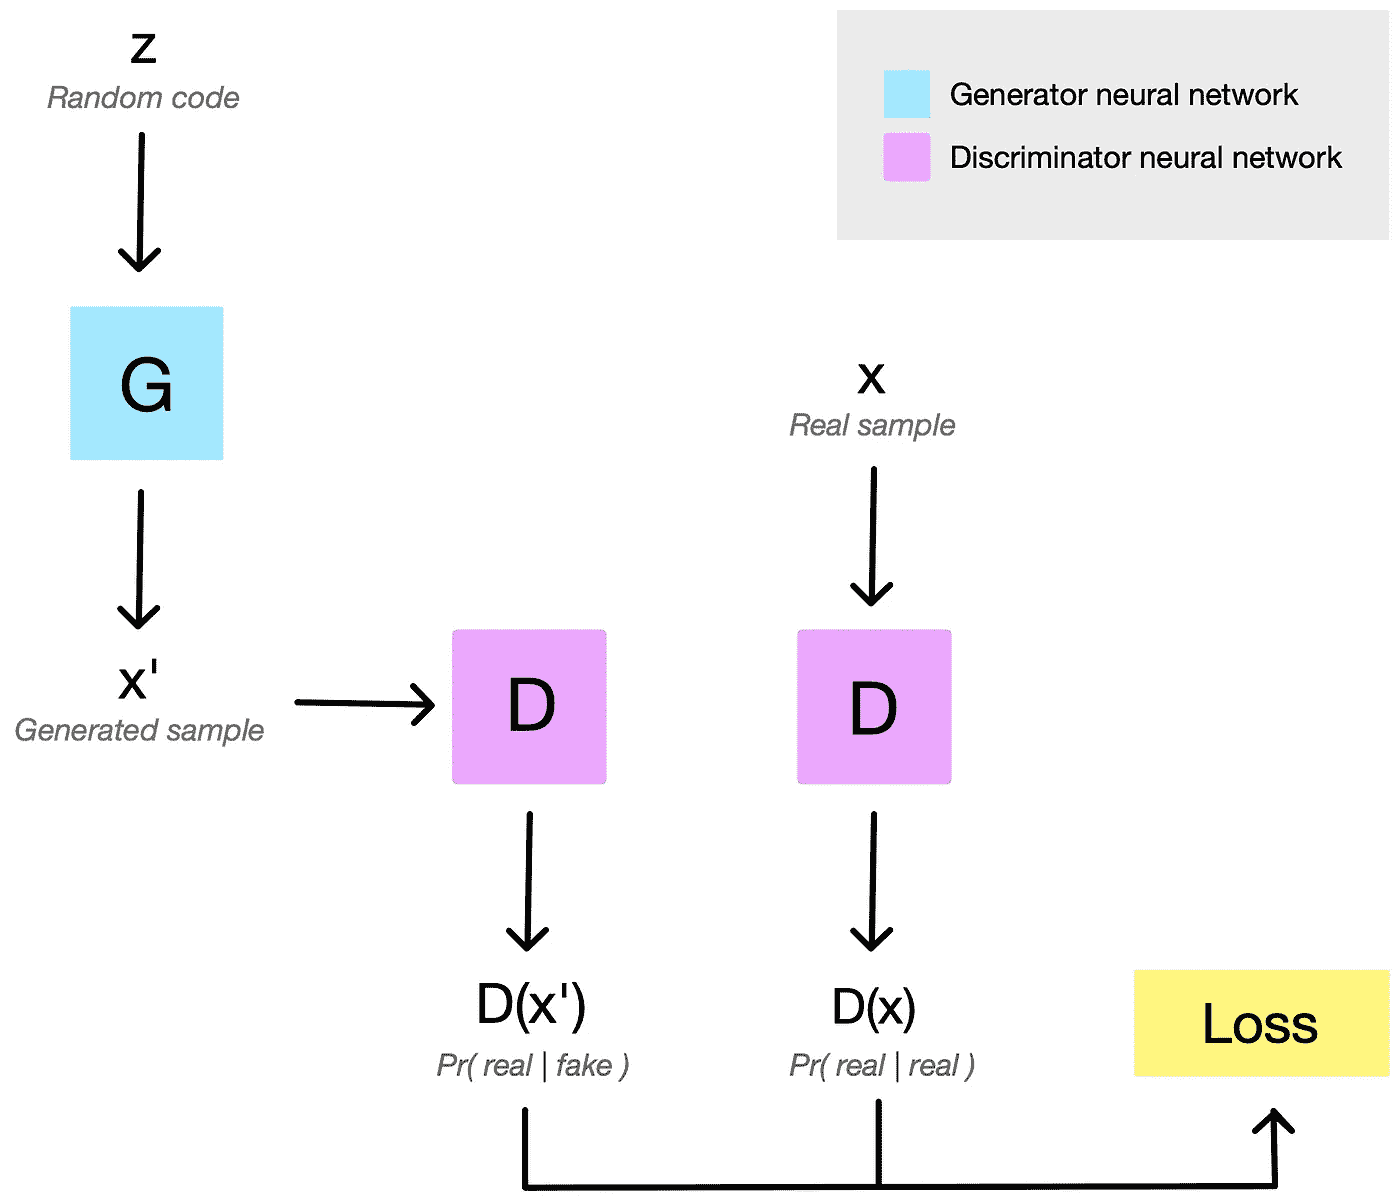 z
Random code
Generator neural network
Discriminator neural network
G
x
Real sample
x'
Generated sample
D
D
D(x')
Pr( real | fake )
D(x)
Pr( real | real )
Loss